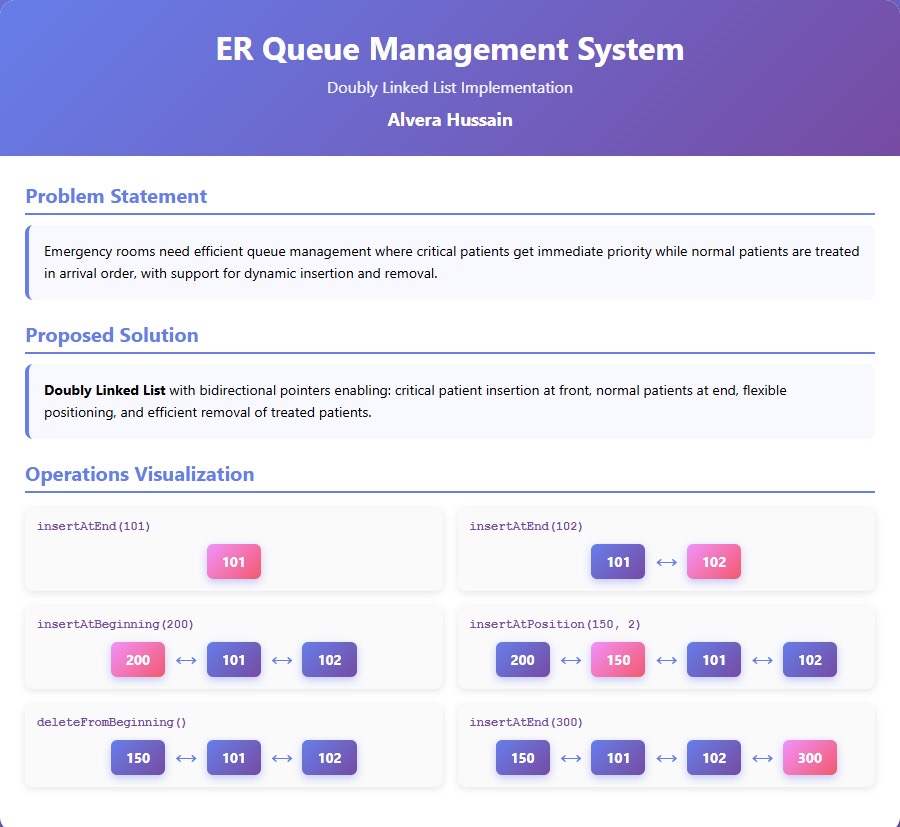 ER Queue Management System
Doubly Linked List Implementation
Alvera Hussain
Problem Statement
Emergency rooms need efficient queue management where critical patients get immediate priority while normal patients are treated
in arrival order, with support for dynamic insertion and removal.
Proposed Solution
Doubly Linked List with bidirectional pointers enabling: critical patient insertion at front, normal patients at end, flexible
positioning, and efficient removal of treated patients.
Operations Visualization
insertAtEnd(101)
101
insertAtEnd(102)
101 ↔ 102
insertAtBeginning(200)
200 ↔ 101 ↔ 102
insertAtPosition(150, 2)
200 ↔ 150 ↔ 101 ↔ 102
deleteFromBeginning()
150 ↔ 101 ↔ 102
insertAtEnd(300)
150 ↔ 101 ↔ 102 ↔ 300